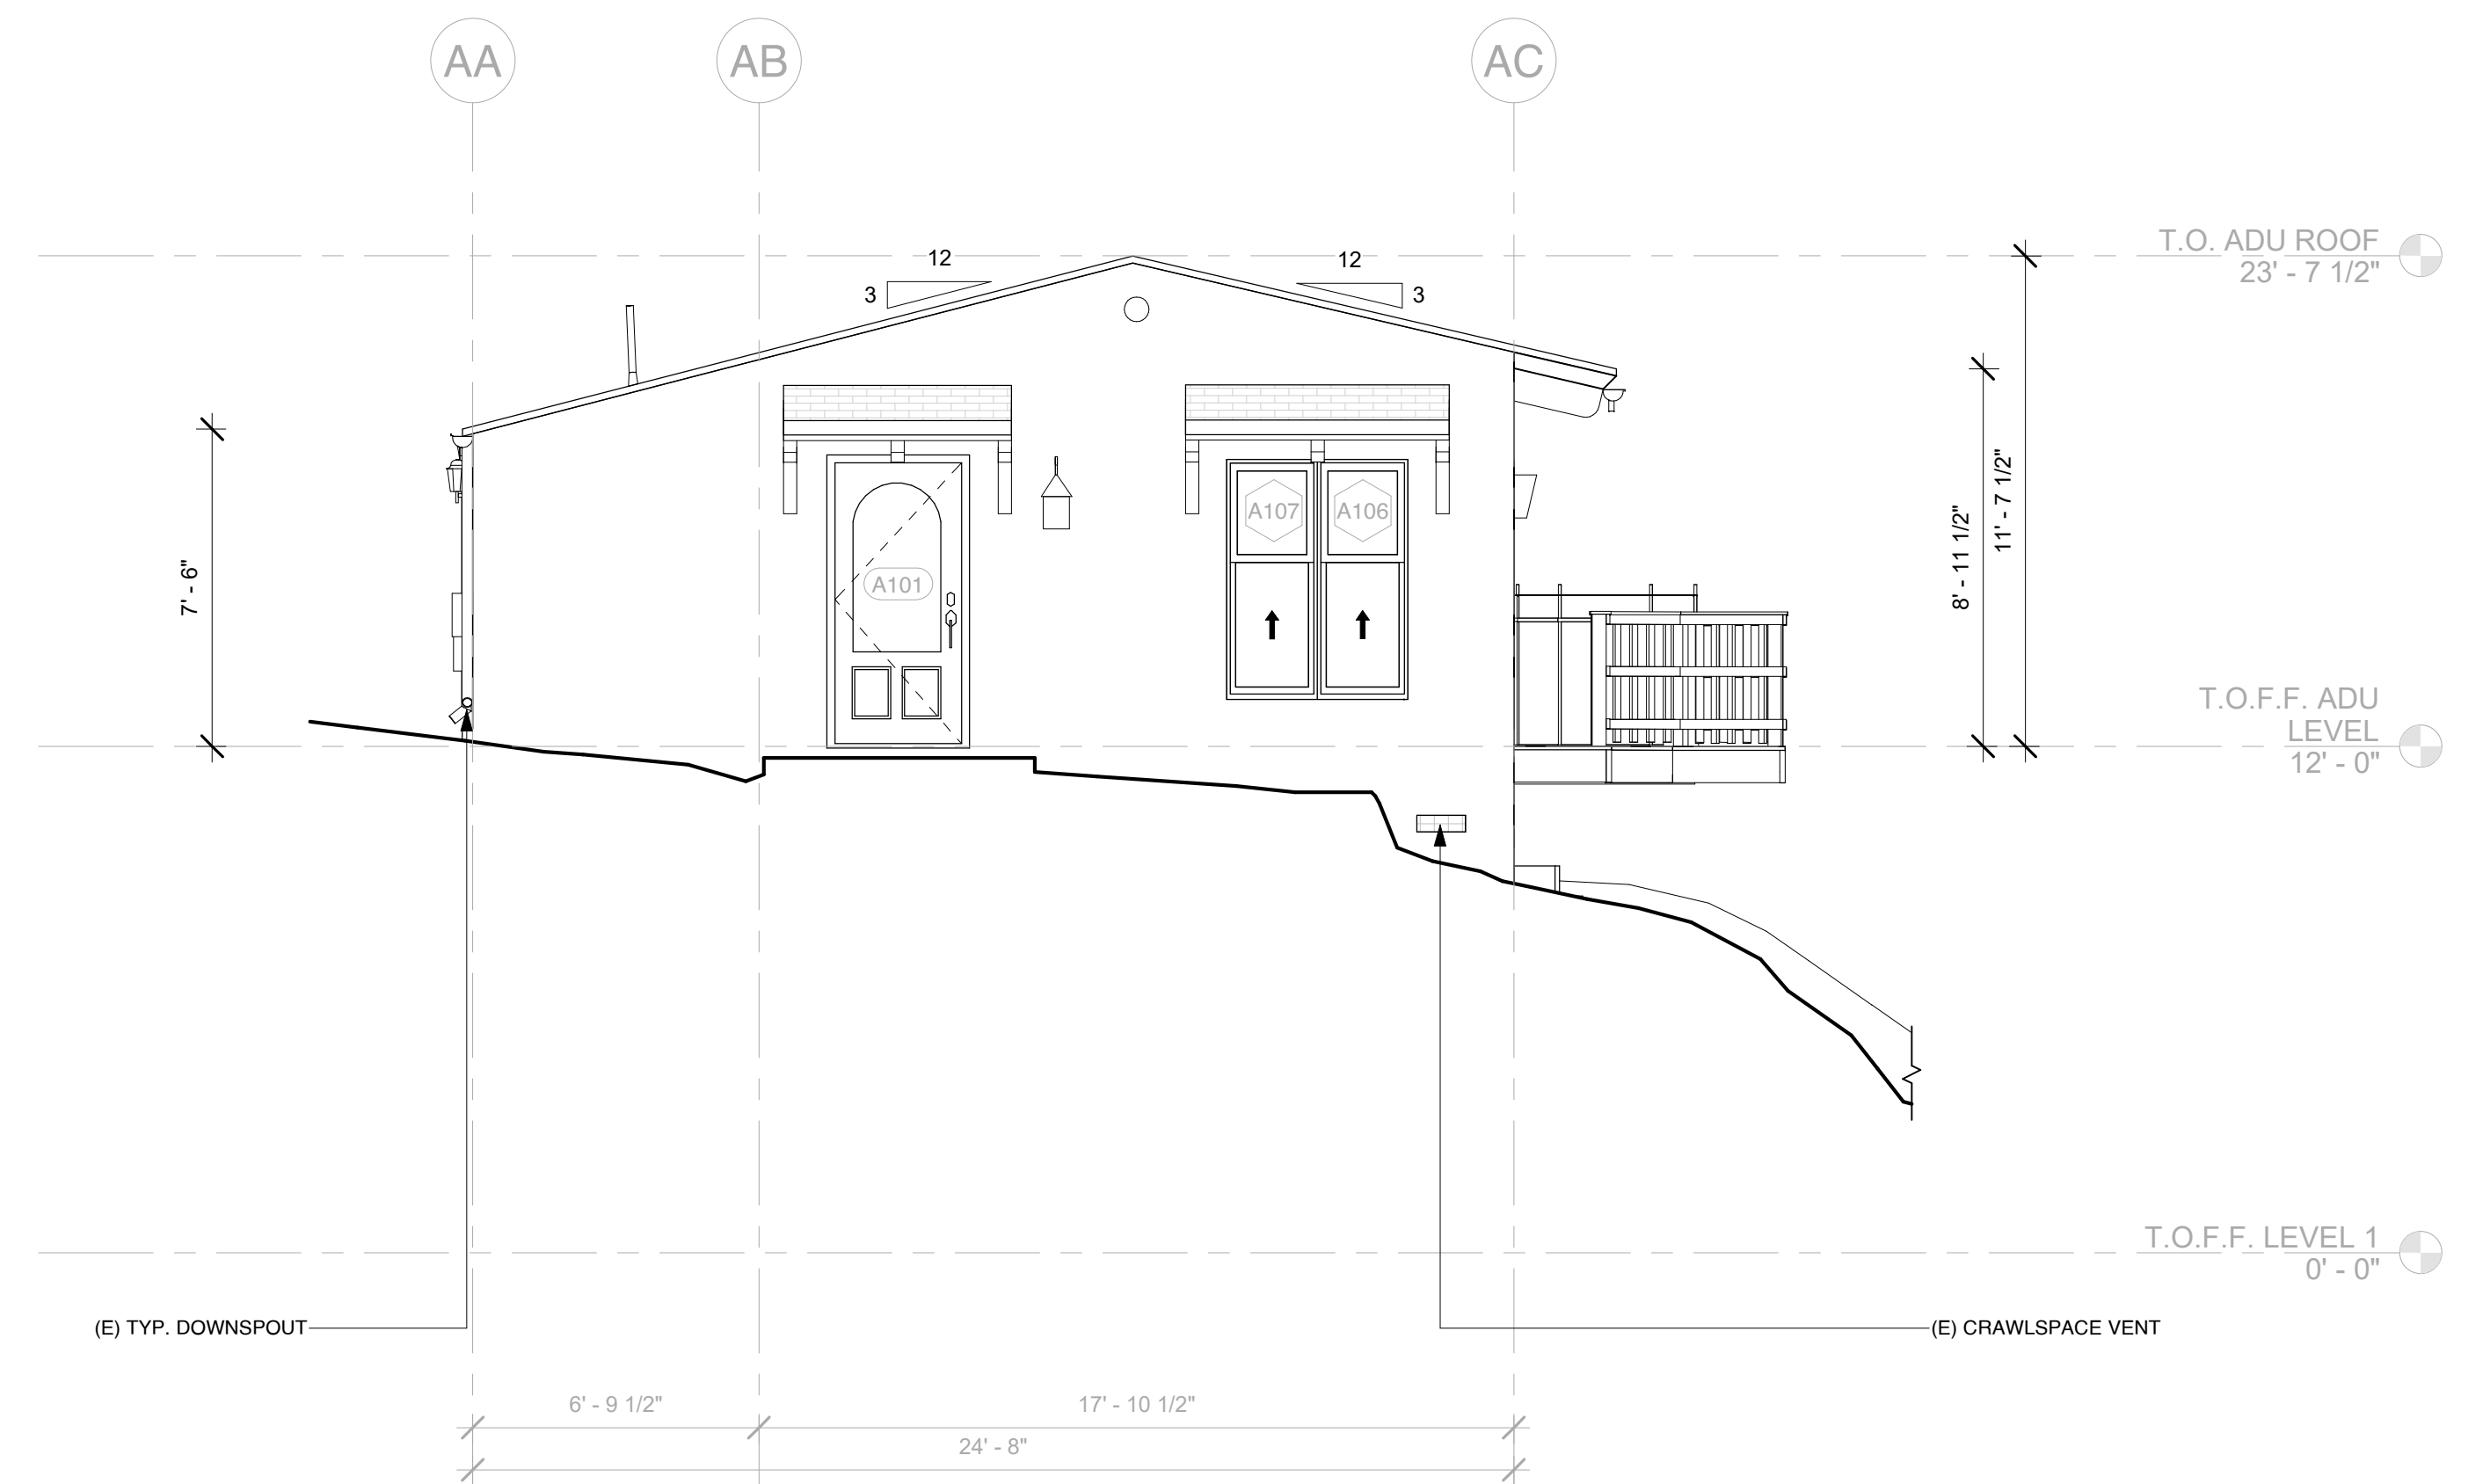 AA
AB
AC
T.O. ADU ROOF
23' - 7 1/2"
12
12
3
3
7' - 6"
8' - 11 1/2"
11' - 7 1/2"
A107
A106
A101
T.O.F.F. ADU
LEVEL
12' - 0"
T.O.F.F. LEVEL 1
0' - 0"
(E) TYP. DOWNSPOUT
(E) CRAWLSPACE VENT
6' - 9 1/2"
17' - 10 1/2"
24' - 8"